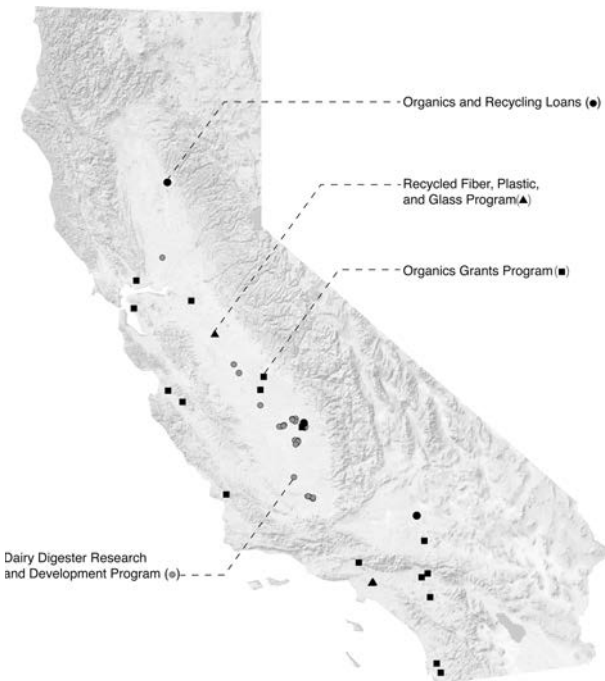 Organics and Recycling Loans (●)
Recycled Fiber, Plastic,
and Glass Program(▲)
Organics Grants Program(■)
Dairy Digester Research
and Development Program (●)